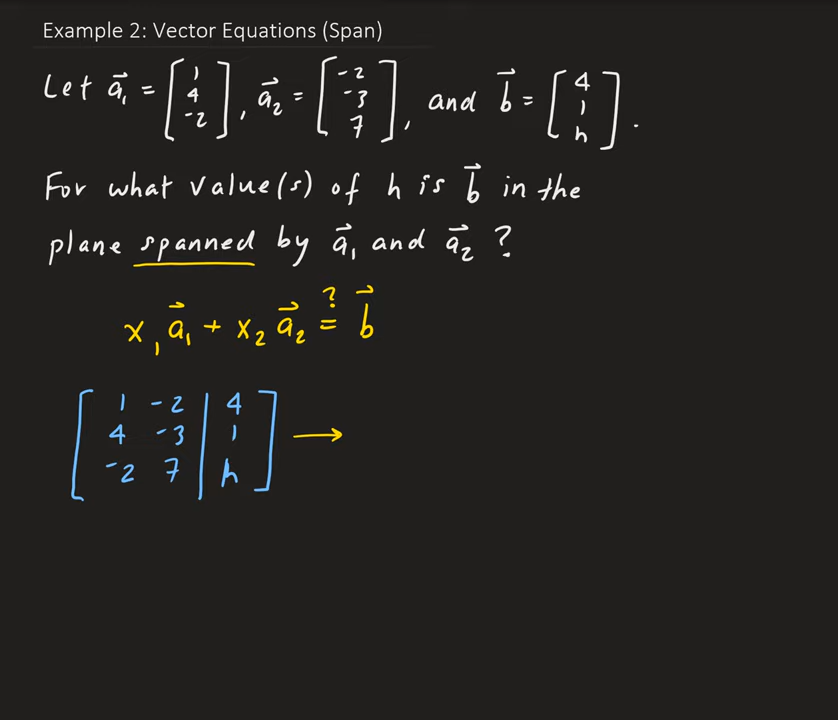 Example 2: Vector Equations (Span)
Let a⃗₁ = [1 4 -2], a⃗₂ = [-2 -3 7], and b⃗ = [4 1 h].
For what value(s) of h is b⃗ in the
plane spanned by a⃗₁ and a⃗₂ ?
x₁a⃗₁ + x₂a⃗₂ ?= b⃗
1 -2 | 4
4 -3 | 1 →
-2 7 | h